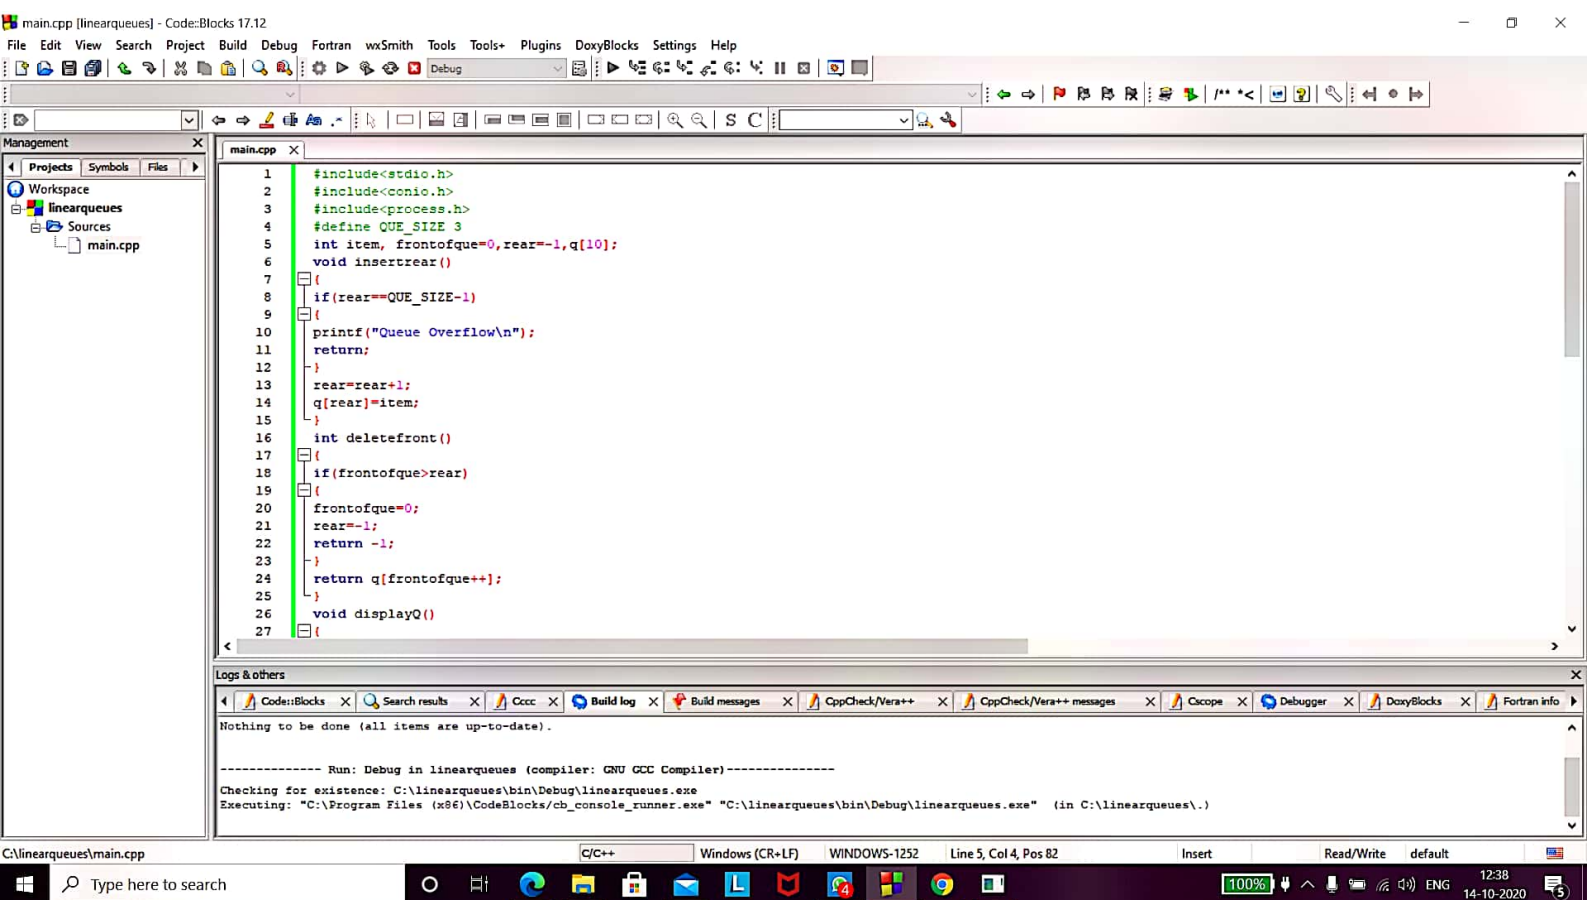 main.cpp [linearqueues] - Code::Blocks 17.12
File Edit View Search Project Build Debug Fortran wxSmith Tools Tools+ Plugins DoxyBlocks Settings Help
Debug
/** *<
S C
Management
main.cpp
Projects Symbols Files
Workspace
linearqueues
Sources
main.cpp
1 #include<stdio.h>
2 #include<conio.h>
3 #include<process.h>
4 #define QUE_SIZE 3
5 int item, frontofque=0,rear=-1,q[10];
6 void insertrear()
7 {
8 if(rear==QUE_SIZE-1)
9 {
10 printf("Queue Overflow\n");
11 return;
12 }
13 rear=rear+1;
14 q[rear]=item;
15 }
16 int deletefront()
17 {
18 if(frontofque>rear)
19 {
20 frontofque=0;
21 rear=-1;
22 return -1;
23 }
24 return q[frontofque++];
25 }
26 void displayQ()
27 {
Logs & others
Code::Blocks Search results Cccc Build log Build messages CppCheck/Vera++ CppCheck/Vera++ messages Cscope Debugger DoxyBlocks Fortran info
Nothing to be done (all items are up-to-date).
-------------- Run: Debug in linearqueues (compiler: GNU GCC Compiler)---------------
Checking for existence: C:\linearqueues\bin\Debug\linearqueues.exe
Executing: "C:\Program Files (x86)\CodeBlocks/cb_console_runner.exe" "C:\linearqueues\bin\Debug\linearqueues.exe" (in C:\linearqueues\.)
C:\linearqueues\main.cpp C/C++ Windows (CR+LF) WINDOWS-1252 Line 5, Col 4, Pos 82 Insert Read/Write default
Type here to search
L
4
100%
ENG
12:38
14-10-2020
5